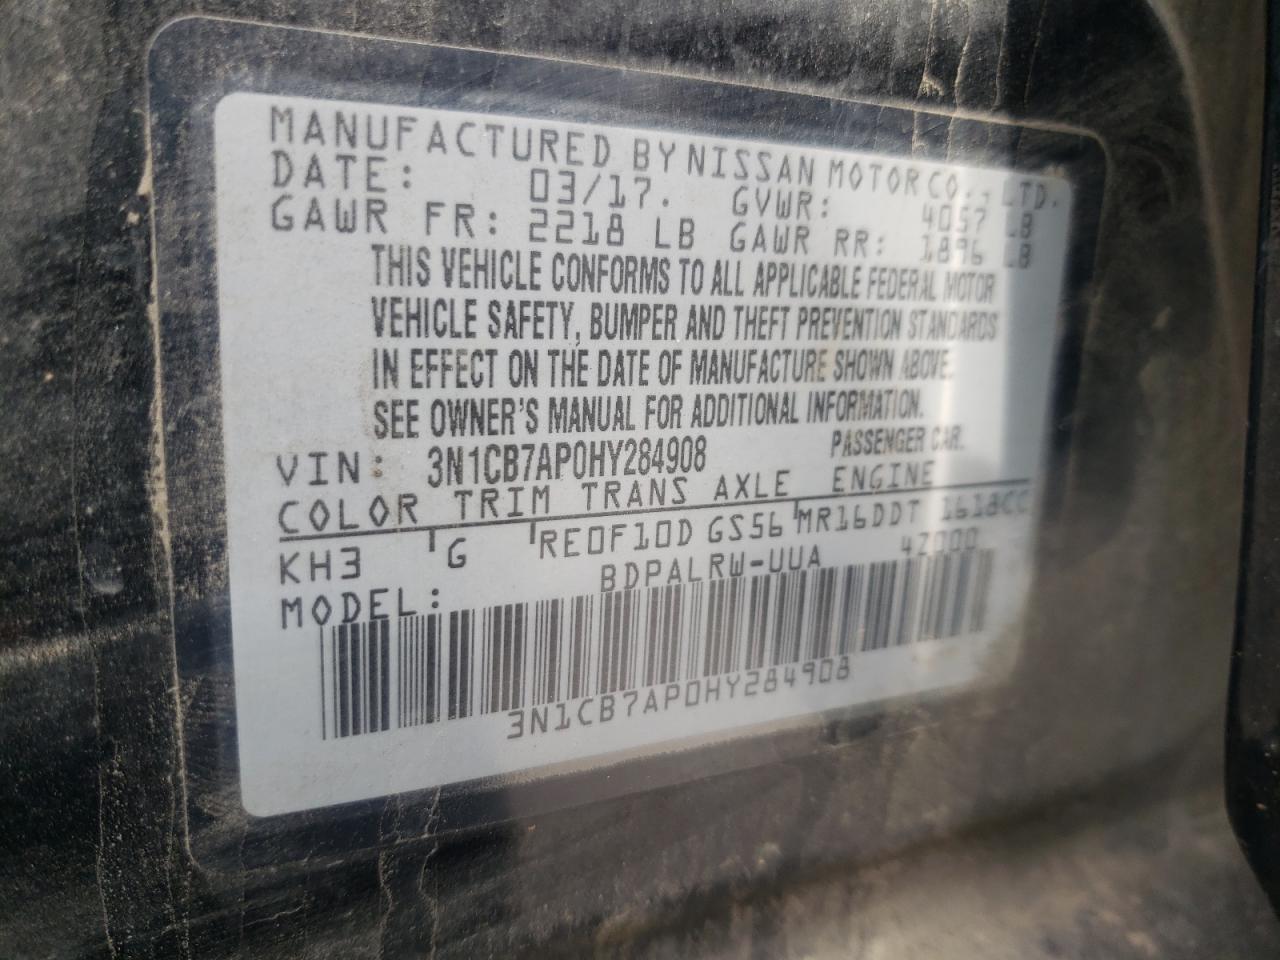 MANUFACTURED BY NISSAN MOTOR CO., LTD.
DATE: 03/17. GVWR: 4057 LB
GAWR FR: 2218 LB GAWR RR: 1896 LB
THIS VEHICLE CONFORMS TO ALL APPLICABLE FEDERAL MOTOR
VEHICLE SAFETY, BUMPER AND THEFT PREVENTION STANDARDS
IN EFFECT ON THE DATE OF MANUFACTURE SHOWN ABOVE.
SEE OWNER'S MANUAL FOR ADDITIONAL INFORMATION.
VIN: 3N1CB7AP0HY284908 PASSENGER CAR.
COLOR TRIM TRANS AXLE ENGINE
KH3 G RE0F10D GS56 MR16DDT 1618CC
MODEL: BDPALRW-UUA 47000
3N1CB7AP0HY284908